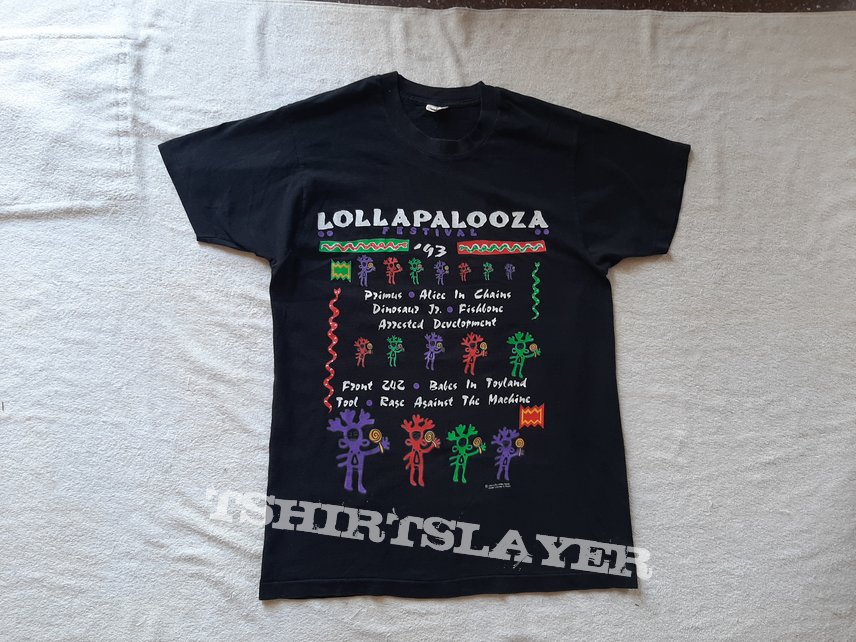 LOLLAPALOOZA
FESTIVAL
'93
Primus • Alice In Chains
Dinosaur Jr. • Fishbone
Arrested Development
Front 242 • Babes In Toyland
Tool • Rage Against The Machine
TSHIRTSLAYER